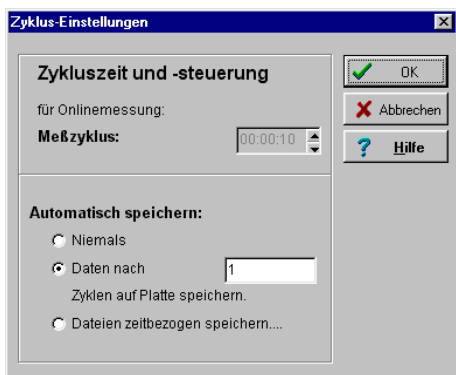 Zyklus-Einstellungen
Zykluszeit und -steuerung
für Onlinemessung:
Meßzyklus:
00:00:10
Automatisch speichern:
Niemals
Daten nach
1
Zyklen auf Platte speichern.
Dateien zeitbezogen speichern....
OK
Abbrechen
Hilfe